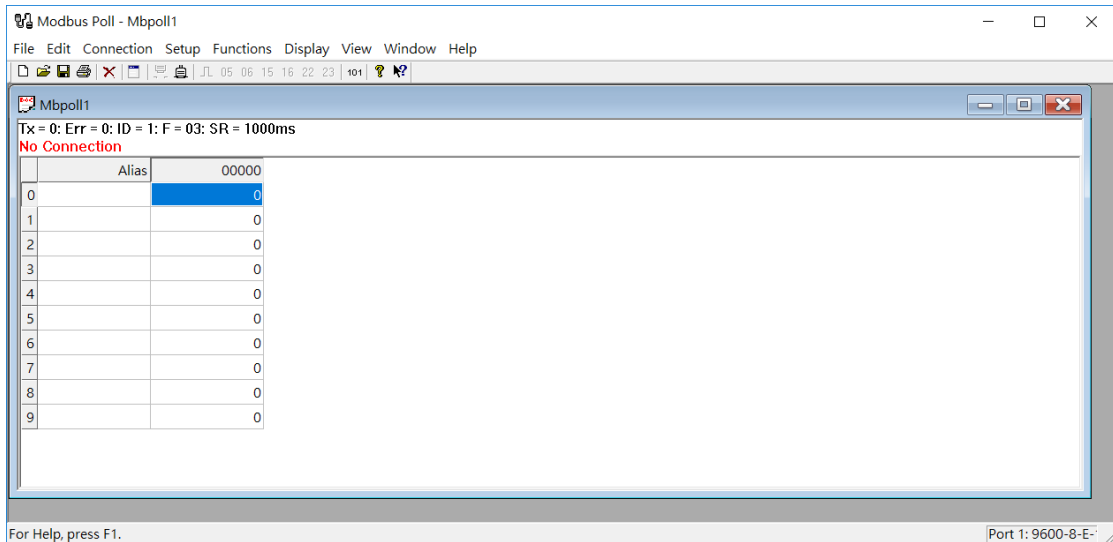 Modbus Poll - Mbpoll1
File Edit Connection Setup Functions Display View Window Help
05 06 15 16 22 23 101
Mbpoll1
Tx = 0: Err = 0: ID = 1: F = 03: SR = 1000ms
No Connection
Alias 00000
0 0
1 0
2 0
3 0
4 0
5 0
6 0
7 0
8 0
9 0
For Help, press F1. Port 1: 9600-8-E-